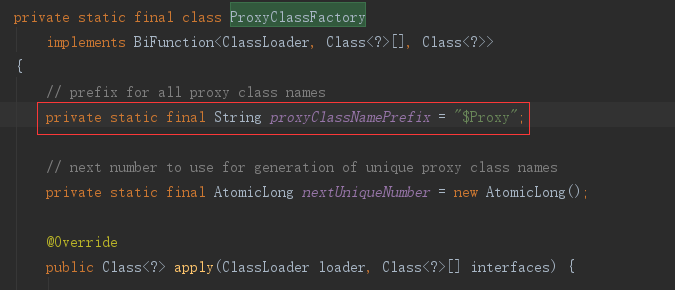 private static final class ProxyClassFactory
implements BiFunction<ClassLoader, Class<?>[], Class<?>>
{
// prefix for all proxy class names
private static final String proxyClassNamePrefix = "$Proxy";
// next number to use for generation of unique proxy class names
private static final AtomicLong nextUniqueNumber = new AtomicLong();
@Override
public Class<?> apply(ClassLoader loader, Class<?>[] interfaces) {